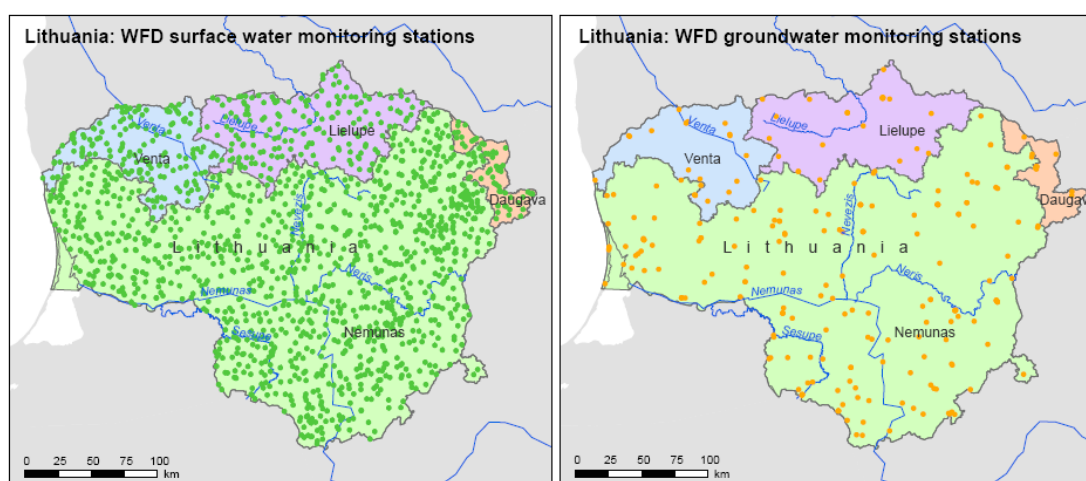 Lithuania: WFD surface water monitoring stations
Venta
Lielupe
Lielupe
Venta
Daugava
Nevezis
Lithuania
Neris
Nemunas
Sesupe
Nemunas
0 25 50 75 100
km
Lithuania: WFD groundwater monitoring stations
Venta
Lielupe
Lielupe
Venta
Daugava
Nevezis
Lithuania
Neris
Nemunas
Sesupe
Nemunas
0 25 50 75 100
km